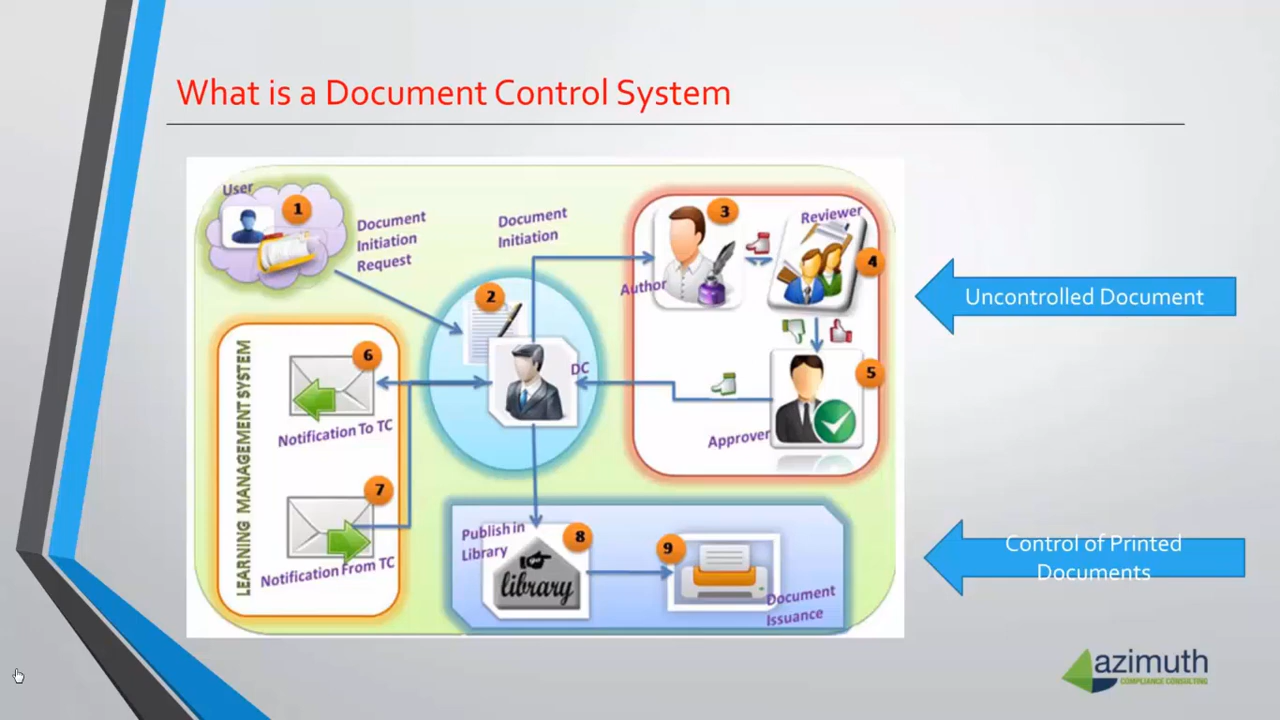 What is a Document Control System
User
1
Document
Initiation
Request
Document
Initiation
2
DC
3
Author
Reviewer
4
5
Approver
LEARNING MANAGEMENT SYSTEM
6
Notification To TC
7
Notification From TC
Publish in
Library
8
library
9
Document
Issuance
Uncontrolled Document
Control of Printed
Documents
azimuth
COMPLIANCE CONSULTING